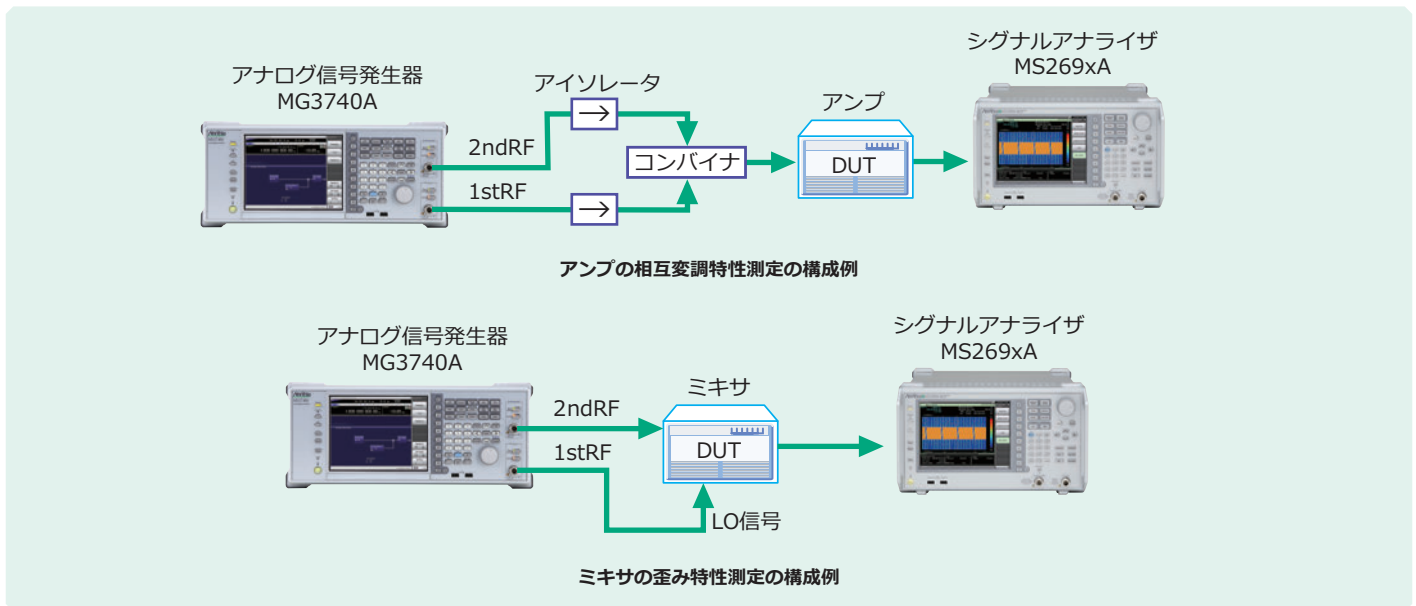 アナログ信号発生器
MG3740A
アイソレータ
→
2ndRF
1stRF
→
コンバイナ
アンプ
DUT
シグナルアナライザ
MS269xA
アンプの相互変調特性測定の構成例
アナログ信号発生器
MG3740A
2ndRF
1stRF
ミキサ
DUT
LO信号
シグナルアナライザ
MS269xA
ミキサの歪み特性測定の構成例